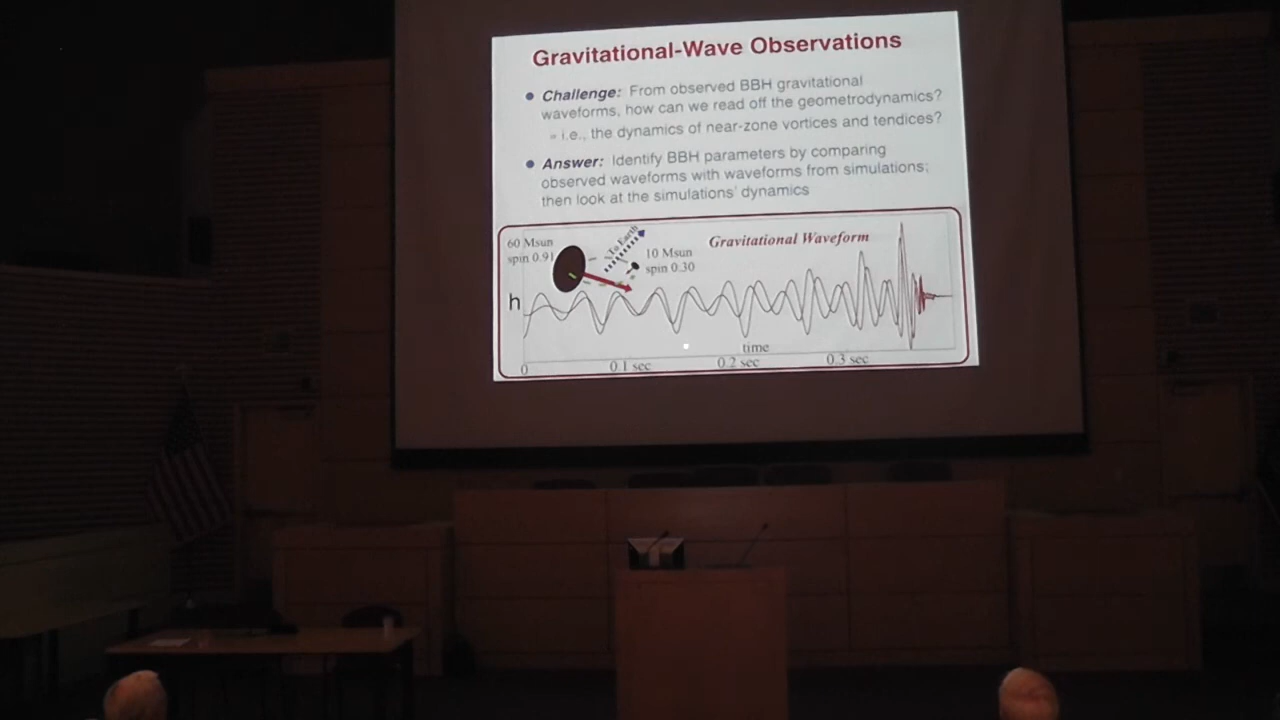 Gravitational-Wave Observations
• Challenge: From observed BBH gravitational
waveforms, how can we read off the geometrodynamics?
i.e., the dynamics of near-zone vortices and tendices?
• Answer: Identify BBH parameters by comparing
observed waveforms with waveforms from simulations;
then look at the simulations' dynamics
60 Msun
spin 0.91
To Earth
10 Msun
spin 0.30
Gravitational Waveform
h
time
0 0.1 sec 0.2 sec 0.3 sec